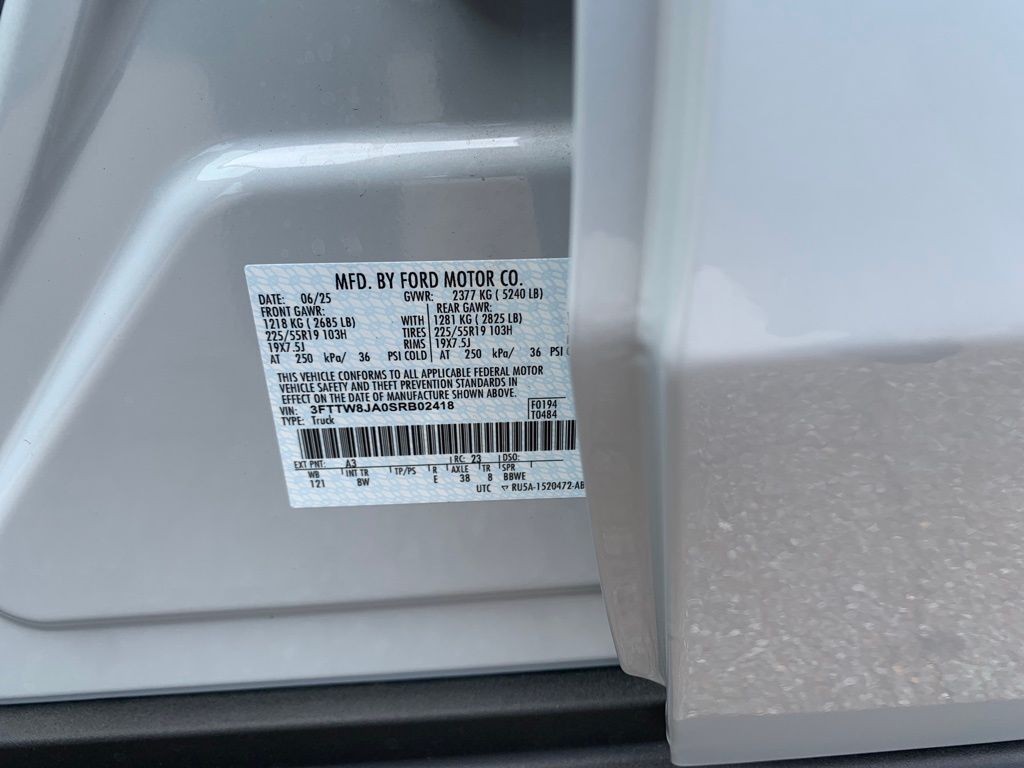 MFD. BY FORD MOTOR CO.
DATE: 06/25 GVWR: 2377 KG ( 5240 LB)
FRONT GAWR: REAR GAWR:
1218 KG ( 2685 LB) WITH 1281 KG ( 2825 LB)
225/55R19 103H TIRES 225/55R19 103H
19X7.5J RIMS 19X7.5J
AT 250 kPa/ 36 PSI COLD AT 250 kPa/ 36 PSI
THIS VEHICLE CONFORMS TO ALL APPLICABLE FEDERAL MOTOR
VEHICLE SAFETY AND THEFT PREVENTION STANDARDS IN
EFFECT ON THE DATE OF MANUFACTURE SHOWN ABOVE.
VIN: 3FTTW8JA0SRB02418 F0194
TYPE: Truck T0484
EXT PNT: A3 RC: 23 DSO:
WB INT TR TP/PS R AXLE TR SPR
121 BW E 38 8 BBWE
UTC RU5A-1520472-AB